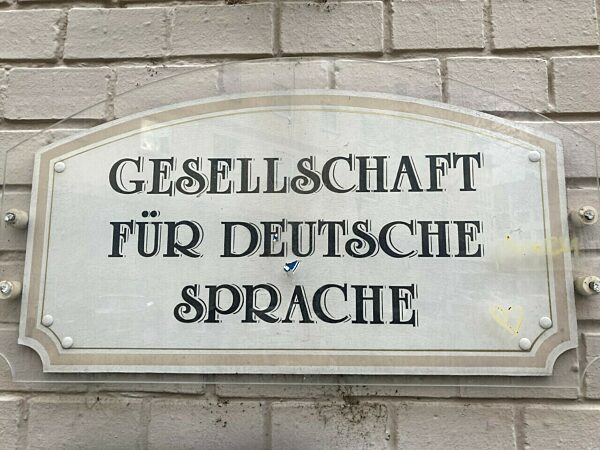 GESELLSCHAFT
FÜR DEUTSCHE
SPRACHE